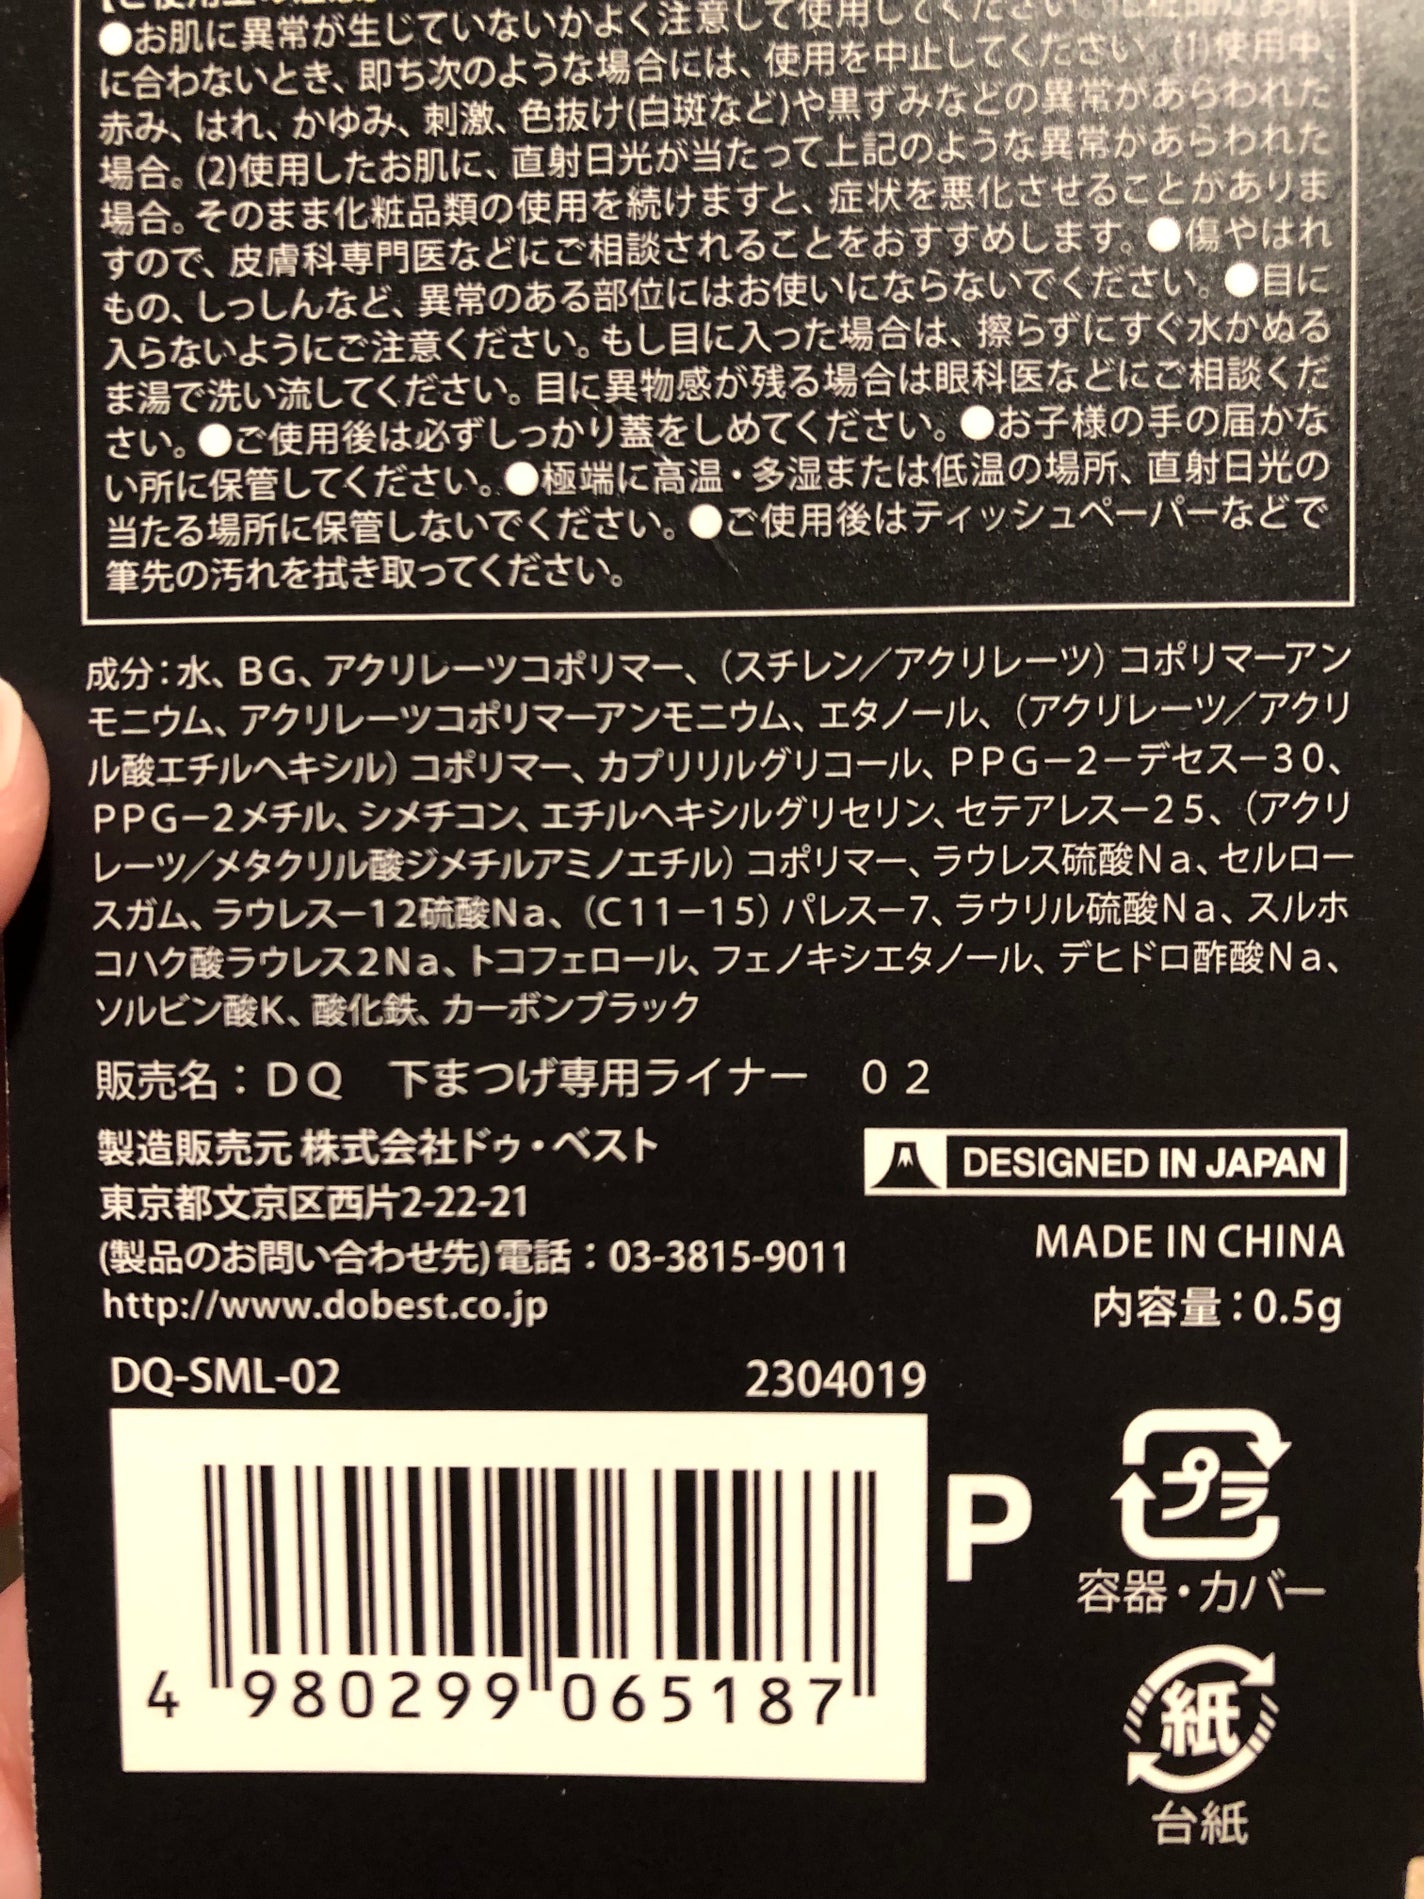 ●お肌に異常が生じていないかよく注意して使用してください。化粧品がお肌
に合わないとき、即ち次のような場合には、使用を中止してください。(1)使用中、
赤み、はれ、かゆみ、刺激、色抜け(白斑など)や黒ずみなどの異常があらわれた
場合。(2)使用したお肌に、直射日光が当たって上記のような異常があらわれた
場合。そのまま化粧品類の使用を続けますと、症状を悪化させることがありま
すので、皮膚科専門医などにご相談されることをおすすめします。●傷やはれ
もの、しっしんなど、異常のある部位にはお使いにならないでください。●目に
入らないようにご注意ください。もし目に入った場合は、擦らずにすぐ水かぬる
ま湯で洗い流してください。目に異物感が残る場合は眼科医などにご相談くだ
さい。●ご使用後は必ずしっかり蓋をしめてください。●お子様の手の届かな
い所に保管してください。●極端に高温・多湿または低温の場所、直射日光の
当たる場所に保管しないでください。●ご使用後はティッシュペーパーなどで
筆先の汚れを拭き取ってください。
成分：水、BG、アクリレーツコポリマー、（スチレン／アクリレーツ）コポリマーアン
モニウム、アクリレーツコポリマーアンモニウム、エタノール、（アクリレーツ／アクリ
ル酸エチルヘキシル）コポリマー、カプリリルグリコール、PPG－2－デセス－30、
PPG－2メチル、シメチコン、エチルヘキシルグリセリン、セテアレス－25、（アクリ
レーツ／メタクリル酸ジメチルアミノエチル）コポリマー、ラウレス硫酸Na、セルロー
スガム、ラウレス－12硫酸Na、（C11－15）パレス－7、ラウリル硫酸Na、スルホ
コハク酸ラウレス2Na、トコフェロール、フェノキシエタノール、デヒドロ酢酸Na、
ソルビン酸K、酸化鉄、カーボンブラック
販売名：DQ　下まつげ専用ライナー　02
製造販売元 株式会社ドゥ・ベスト
東京都文京区西片2-22-21
(製品のお問い合わせ先)電話：03-3815-9011
http://www.dobest.co.jp
DESIGNED IN JAPAN
MADE IN CHINA
内容量：0.5g
DQ-SML-02 2304019
4 980299 065187
P
プラ
容器・カバー
紙
台紙